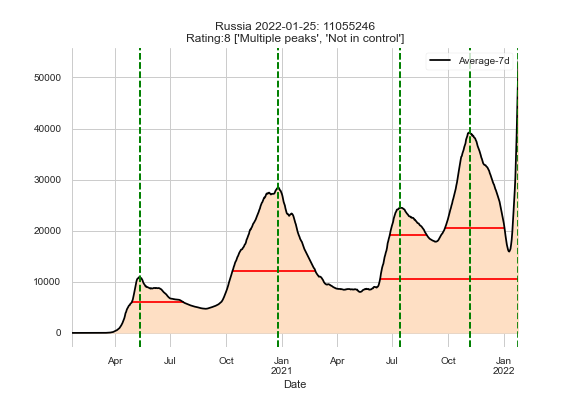 Russia 2022-01-25: 11055246
Rating:8 ['Multiple peaks', 'Not in control']
Average-7d
50000
40000
30000
20000
10000
0
Apr
Jul
Oct
Jan
2021
Apr
Jul
Oct
Jan
2022
Date